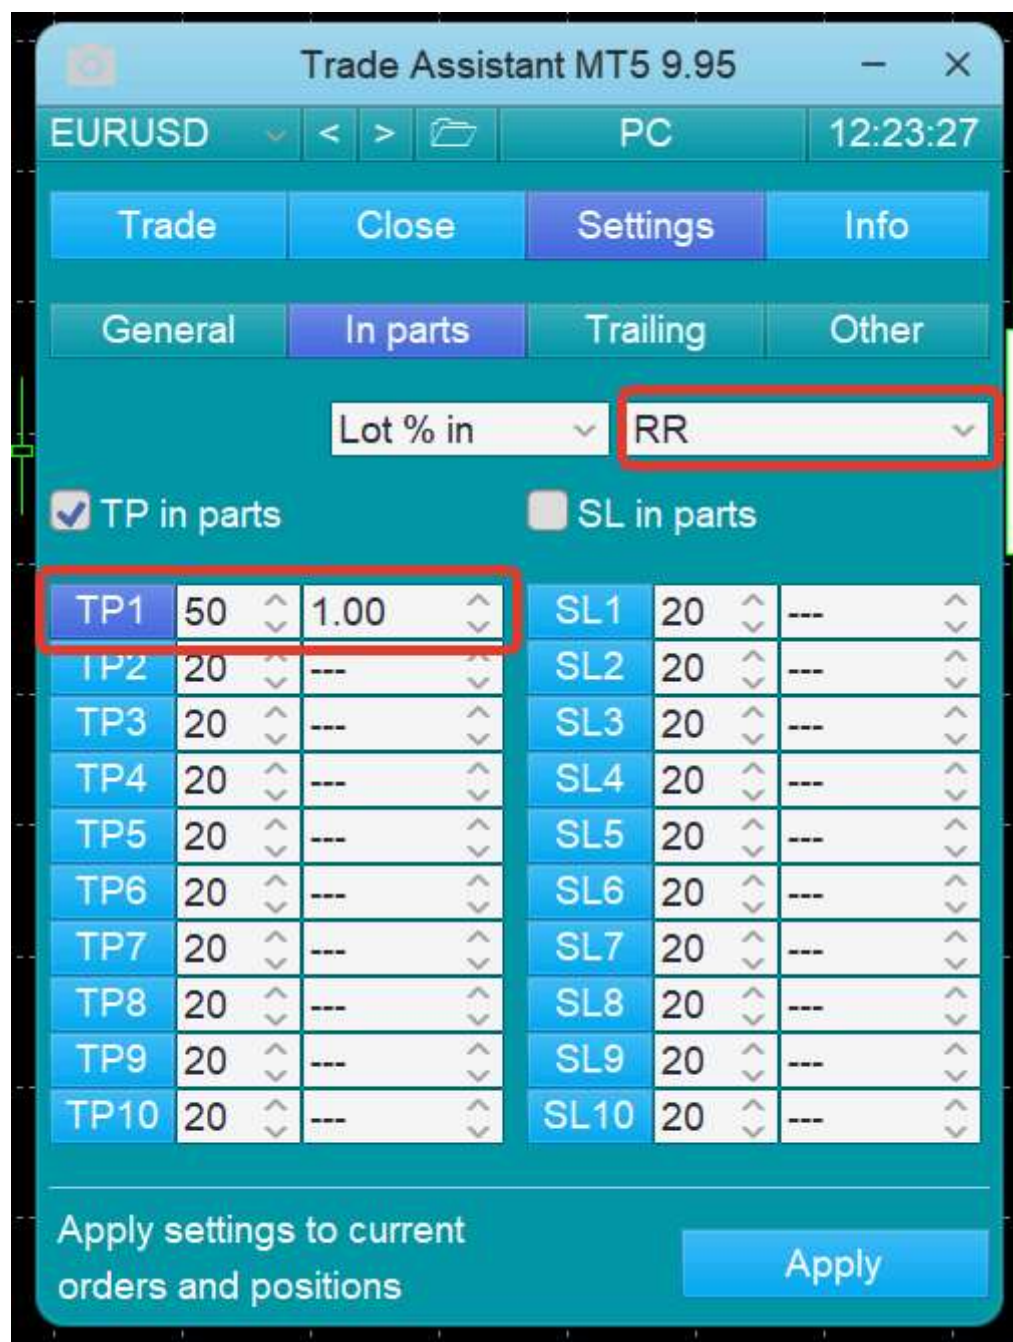 Trade Assistant MT5 9.95
EURUSD < > PC 12:23:27
Trade Close Settings Info
General In parts Trailing Other
Lot % in RR
TP in parts SL in parts
TP1 50 1.00 SL1 20 ---
TP2 20 --- SL2 20 ---
TP3 20 --- SL3 20 ---
TP4 20 --- SL4 20 ---
TP5 20 --- SL5 20 ---
TP6 20 --- SL6 20 ---
TP7 20 --- SL7 20 ---
TP8 20 --- SL8 20 ---
TP9 20 --- SL9 20 ---
TP10 20 --- SL10 20 ---
Apply settings to current
orders and positions
Apply